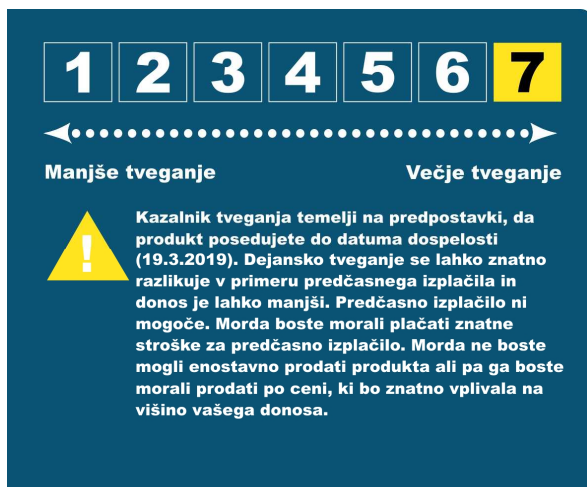 1 2 3 4 5 6 7
Manjše tveganje Večje tveganje
! Kazalnik tveganja temelji na predpostavki, da
produkt posedujete do datuma dospelosti
(19.3.2019). Dejansko tveganje se lahko znatno
razlikuje v primeru predčasnega izplačila in
donos je lahko manjši. Predčasno izplačilo ni
mogoče. Morda boste morali plačati znatne
stroške za predčasno izplačilo. Morda ne boste
mogli enostavno prodati produkta ali pa ga boste
morali prodati po ceni, ki bo znatno vplivala na
višino vašega donosa.